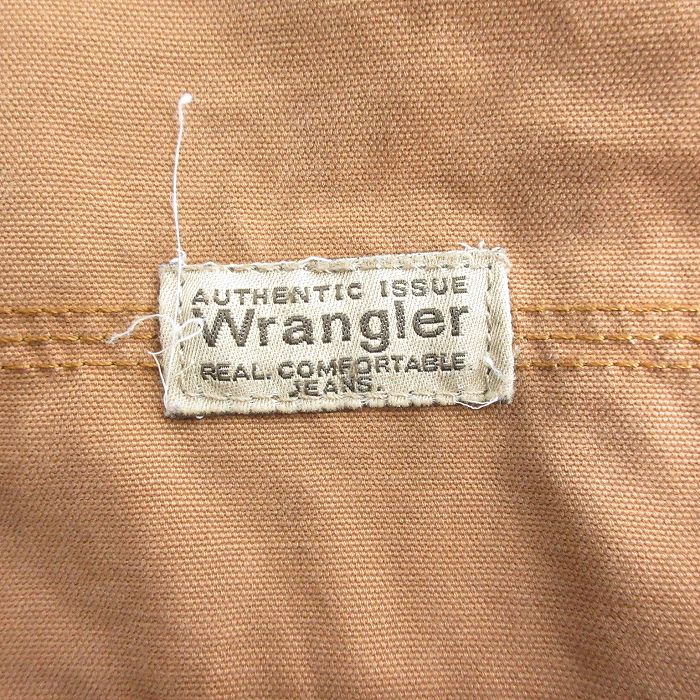 AUTHENTIC ISSUE
Wrangler
REAL. COMFORTABLE.
JEANS.